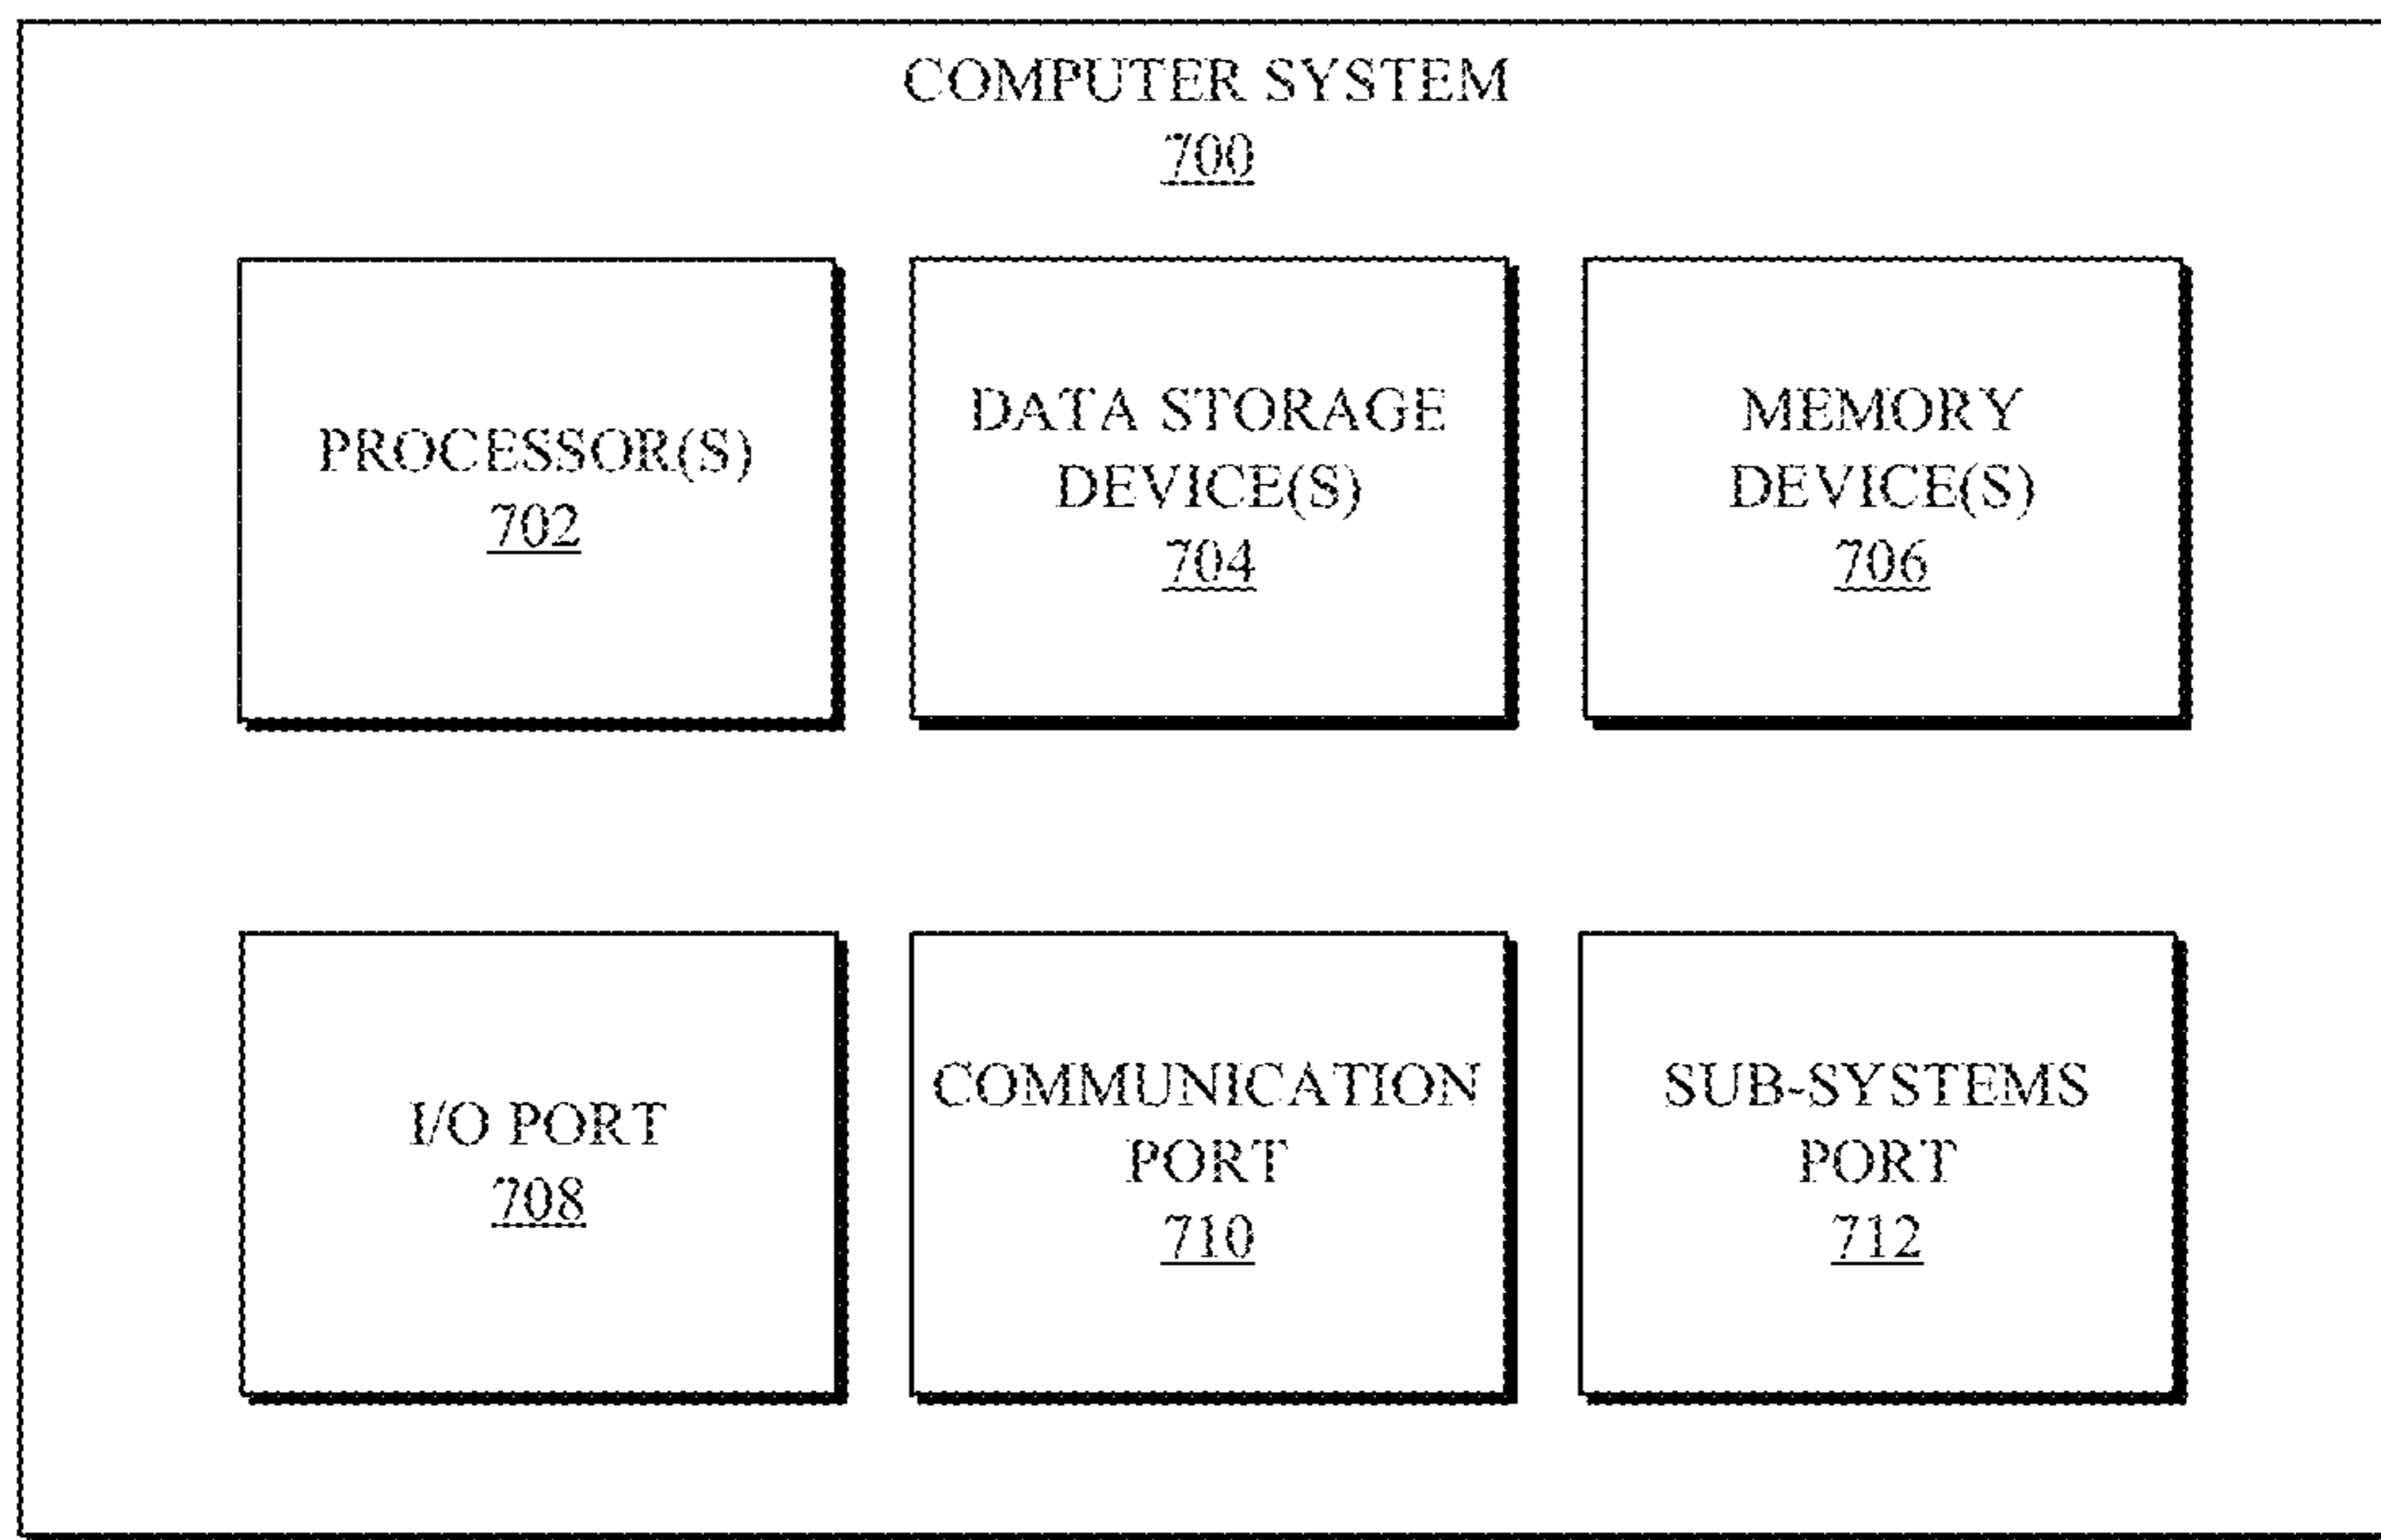 COMPUTER SYSTEM
700
PROCESSOR(S)
702
DATA STORAGE
DEVICE(S)
704
MEMORY
DEVICE(S)
706
I/O PORT
708
COMMUNICATION
PORT
710
SUB-SYSTEMS
PORT
712